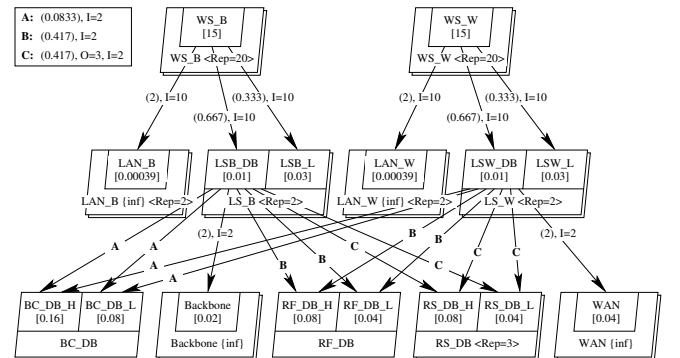 A: (0.0833), I=2
B: (0.417), I=2
C: (0.417), O=3, I=2
WS_B
[15]
WS_B <Rep=20>
WS_W
[15]
WS_W <Rep=20>
(2), I=10
(0.333), I=10
(2), I=10
(0.333), I=10
(0.667), I=10
(0.667), I=10
LAN_B
[0.00039]
LAN_B {inf} <Rep=2>
LSB_DB
[0.01]
LSB_L
[0.03]
LS_B <Rep=2>
LAN_W
[0.00039]
LAN_W {inf} <Rep=2>
LSW_DB
[0.01]
LSW_L
[0.03]
LS_W <Rep=2>
(2), I=2
B
(2), I=2
A
A
B
C
C
A
A
B
B
C
C
BC_DB_H
[0.16]
BC_DB_L
[0.08]
BC_DB
Backbone
[0.02]
Backbone {inf}
RF_DB_H
[0.08]
RF_DB_L
[0.04]
RF_DB
RS_DB_H
[0.08]
RS_DB_L
[0.04]
RS_DB <Rep=3>
WAN
[0.04]
WAN {inf}